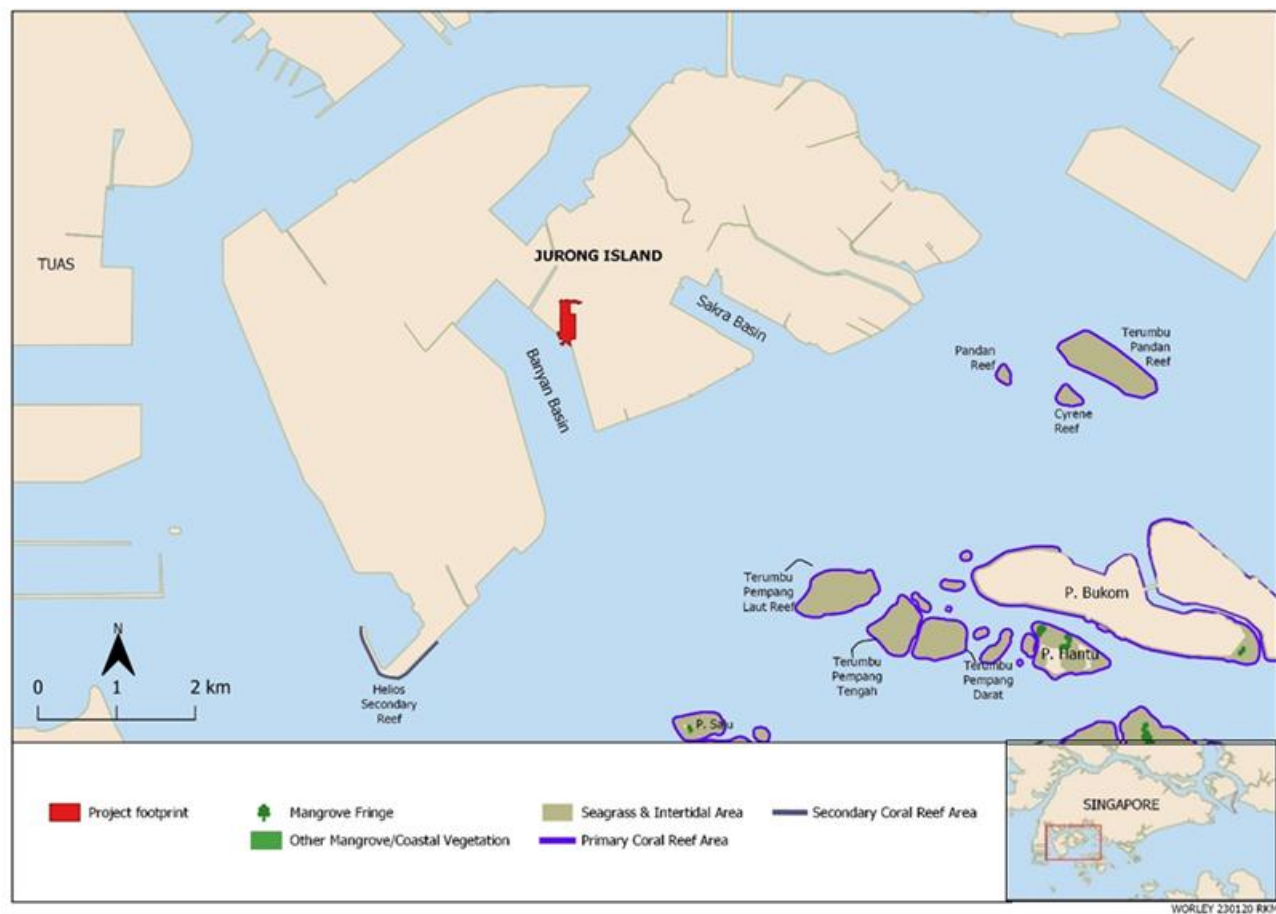 TUAS
JURONG ISLAND
Sakra Basin
Banyan Basin
Pandan
Reef
Terumbu
Pandan
Reef
Cyrene
Reef
Terumbu
Pempang
Laut Reef
P. Bukom
P. Hantu
Terumbu
Pempang
Tengah
Terumbu
Pempang
Darat
N
0 1 2 km
Helios
Secondary
Reef
Project footprint
Mangrove Fringe
Seagrass & Intertidal Area
Secondary Coral Reef Area
Other Mangrove/Coastal Vegetation
Primary Coral Reef Area
SINGAPORE
WORLEY 230120 RKM